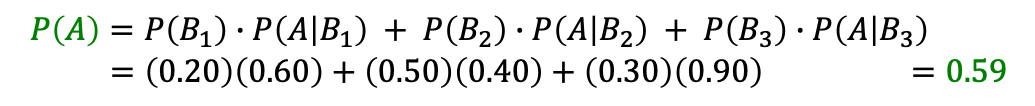 P(A) = P(B₁) · P(A|B₁) + P(B₂) · P(A|B₂) + P(B₃) · P(A|B₃)
= (0.20)(0.60) + (0.50)(0.40) + (0.30)(0.90) = 0.59